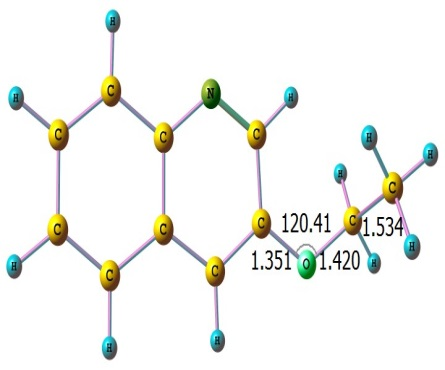 H
H C N H
C C C H H
H C
C C C 120.41 C 1.534
H
H C C 1.351 O 1.420 H
H H